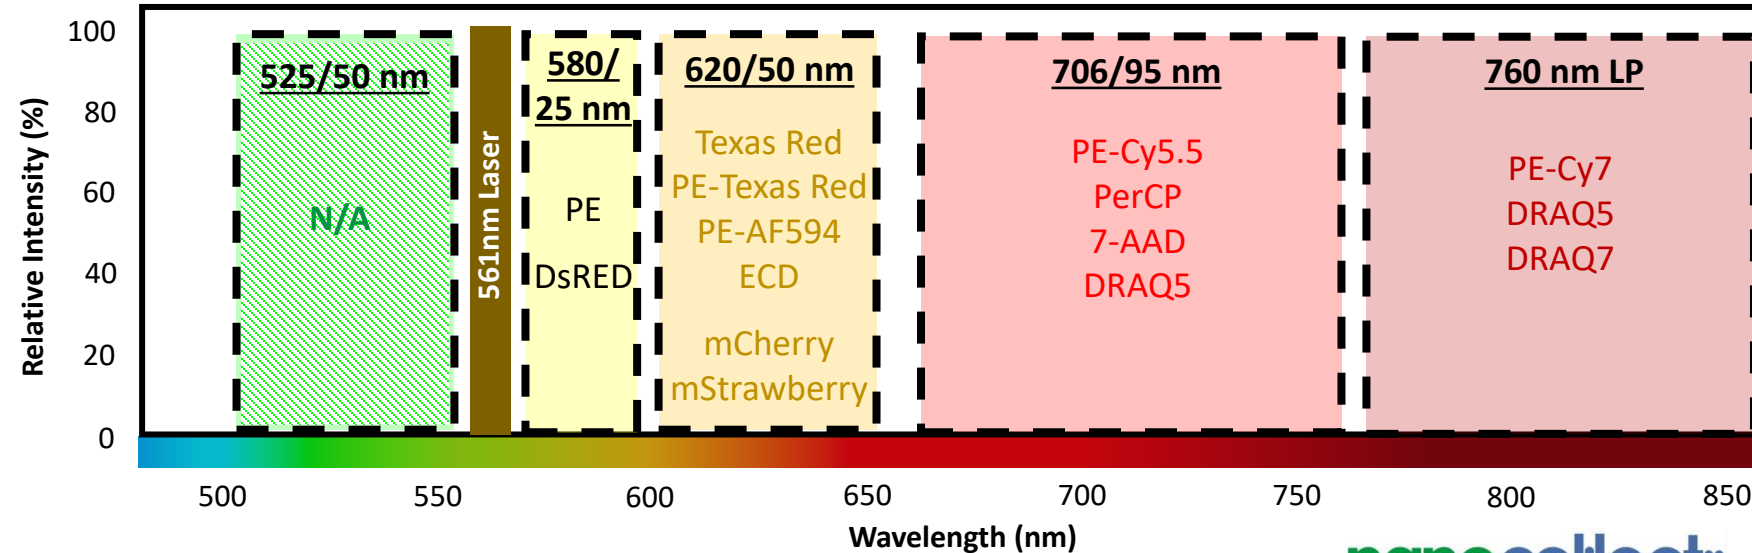 Relative Intensity (%)
100
80
60
40
20
0
525/50 nm
N/A
561nm Laser
580/
25 nm
PE
DsRED
620/50 nm
Texas Red
PE-Texas Red
PE-AF594
ECD
mCherry
mStrawberry
706/95 nm
PE-Cy5.5
PerCP
7-AAD
DRAQ5
760 nm LP
PE-Cy7
DRAQ5
DRAQ7
500 550 600 650 700 750 800 850
Wavelength (nm)